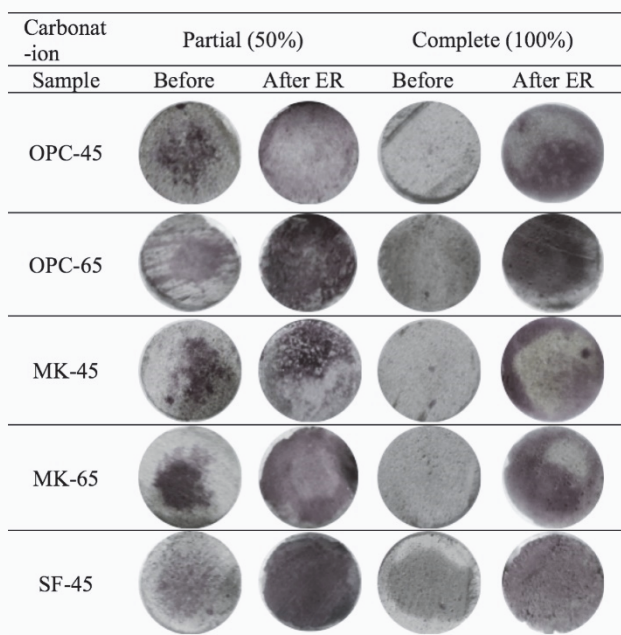 Carbonat
-ion Partial (50%) Complete (100%)
Sample Before After ER Before After ER
OPC-45
OPC-65
MK-45
MK-65
SF-45